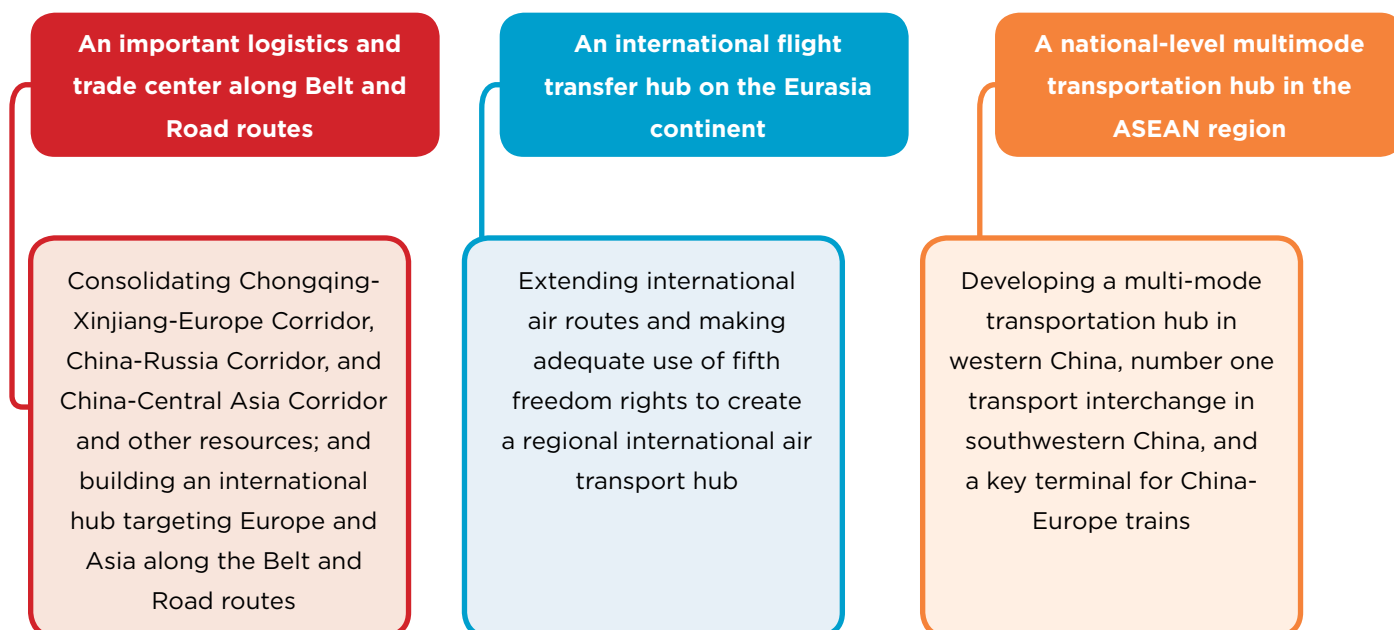 An important logistics and
trade center along Belt and
Road routes
An international flight
transfer hub on the Eurasia
continent
A national-level multimode
transportation hub in the
ASEAN region
Consolidating Chongqing-
Xinjiang-Europe Corridor,
China-Russia Corridor, and
China-Central Asia Corridor
and other resources; and
building an international
hub targeting Europe and
Asia along the Belt and
Road routes
Extending international
air routes and making
adequate use of fifth
freedom rights to create
a regional international air
transport hub
Developing a multi-mode
transportation hub in
western China, number one
transport interchange in
southwestern China, and
a key terminal for China-
Europe trains